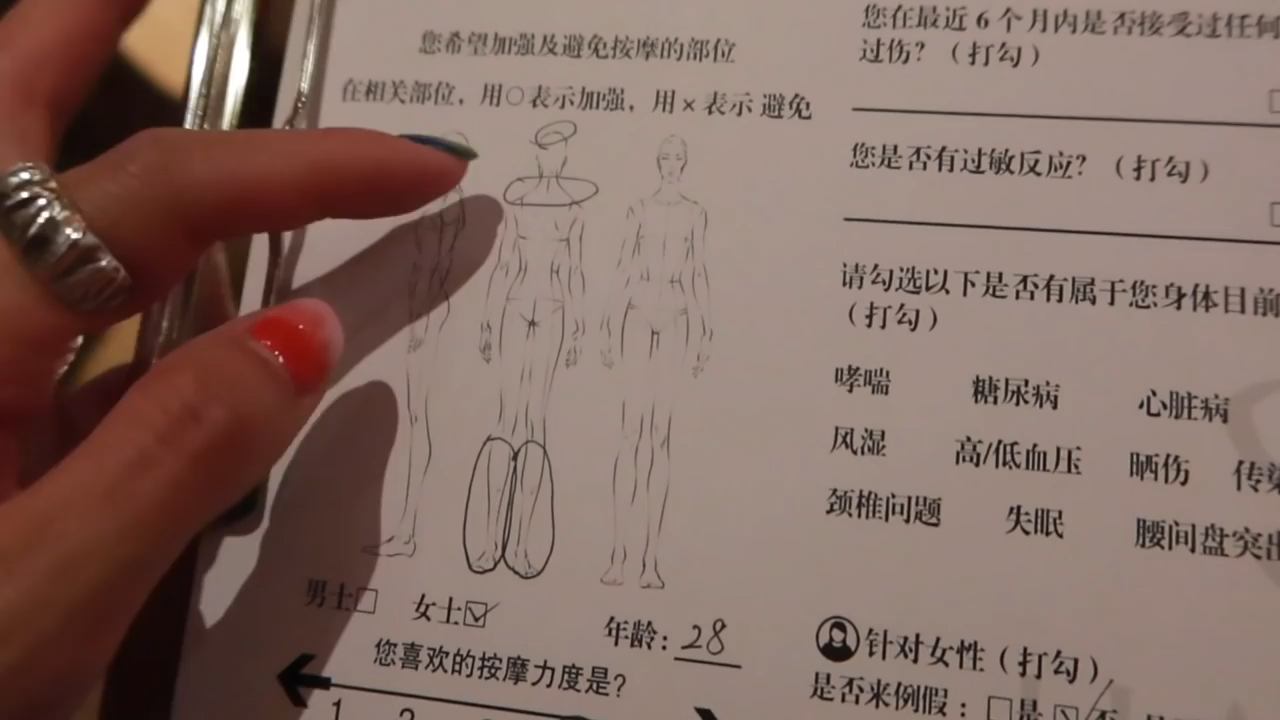 您希望加强及避免按摩的部位
在相关部位，用○表示加强，用×表示 避免
男士□ 女士☑
年龄：28
您喜欢的按摩力度是？
1 2
您在最近6个月内是否接受过任何
过伤？（打勾）
您是否有过敏反应？（打勾）
请勾选以下是否有属于您身体目前
（打勾）
哮喘 糖尿病 心脏病
风湿 高/低血压 晒伤 传染
颈椎问题 失眠 腰间盘突出
针对女性（打勾）
是否来例假：□是☑否